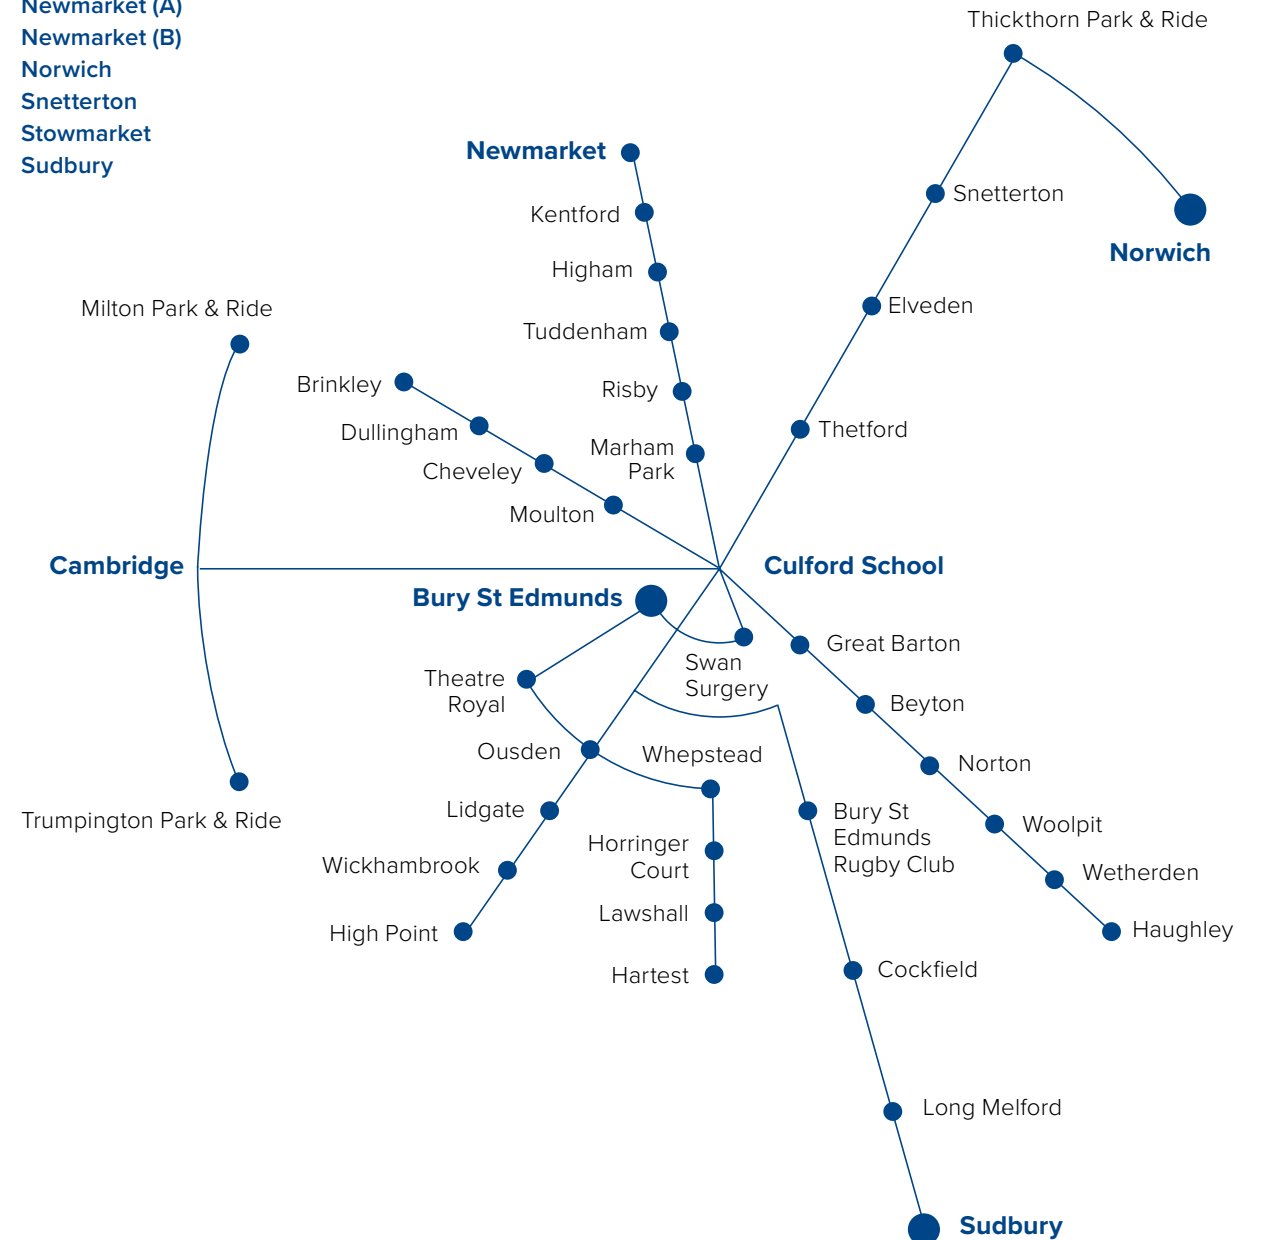 Newmarket (A)
Newmarket (B)
Norwich
Snetterton
Stowmarket
Sudbury
Thickthorn Park & Ride
Newmarket
Kentford
Snetterton
Norwich
Higham
Elveden
Milton Park & Ride
Tuddenham
Brinkley
Risby
Dullingham
Thetford
Marham
Park
Cheveley
Moulton
Cambridge
Culford School
Bury St Edmunds
Great Barton
Swan
Surgery
Theatre
Royal
Beyton
Ousden
Whepstead
Norton
Lidgate
Trumpington Park & Ride
Bury St
Edmunds
Rugby Club
Woolpit
Horringer
Court
Wickhambrook
Wetherden
Lawshall
High Point
Haughley
Hartest
Cockfield
Long Melford
Sudbury